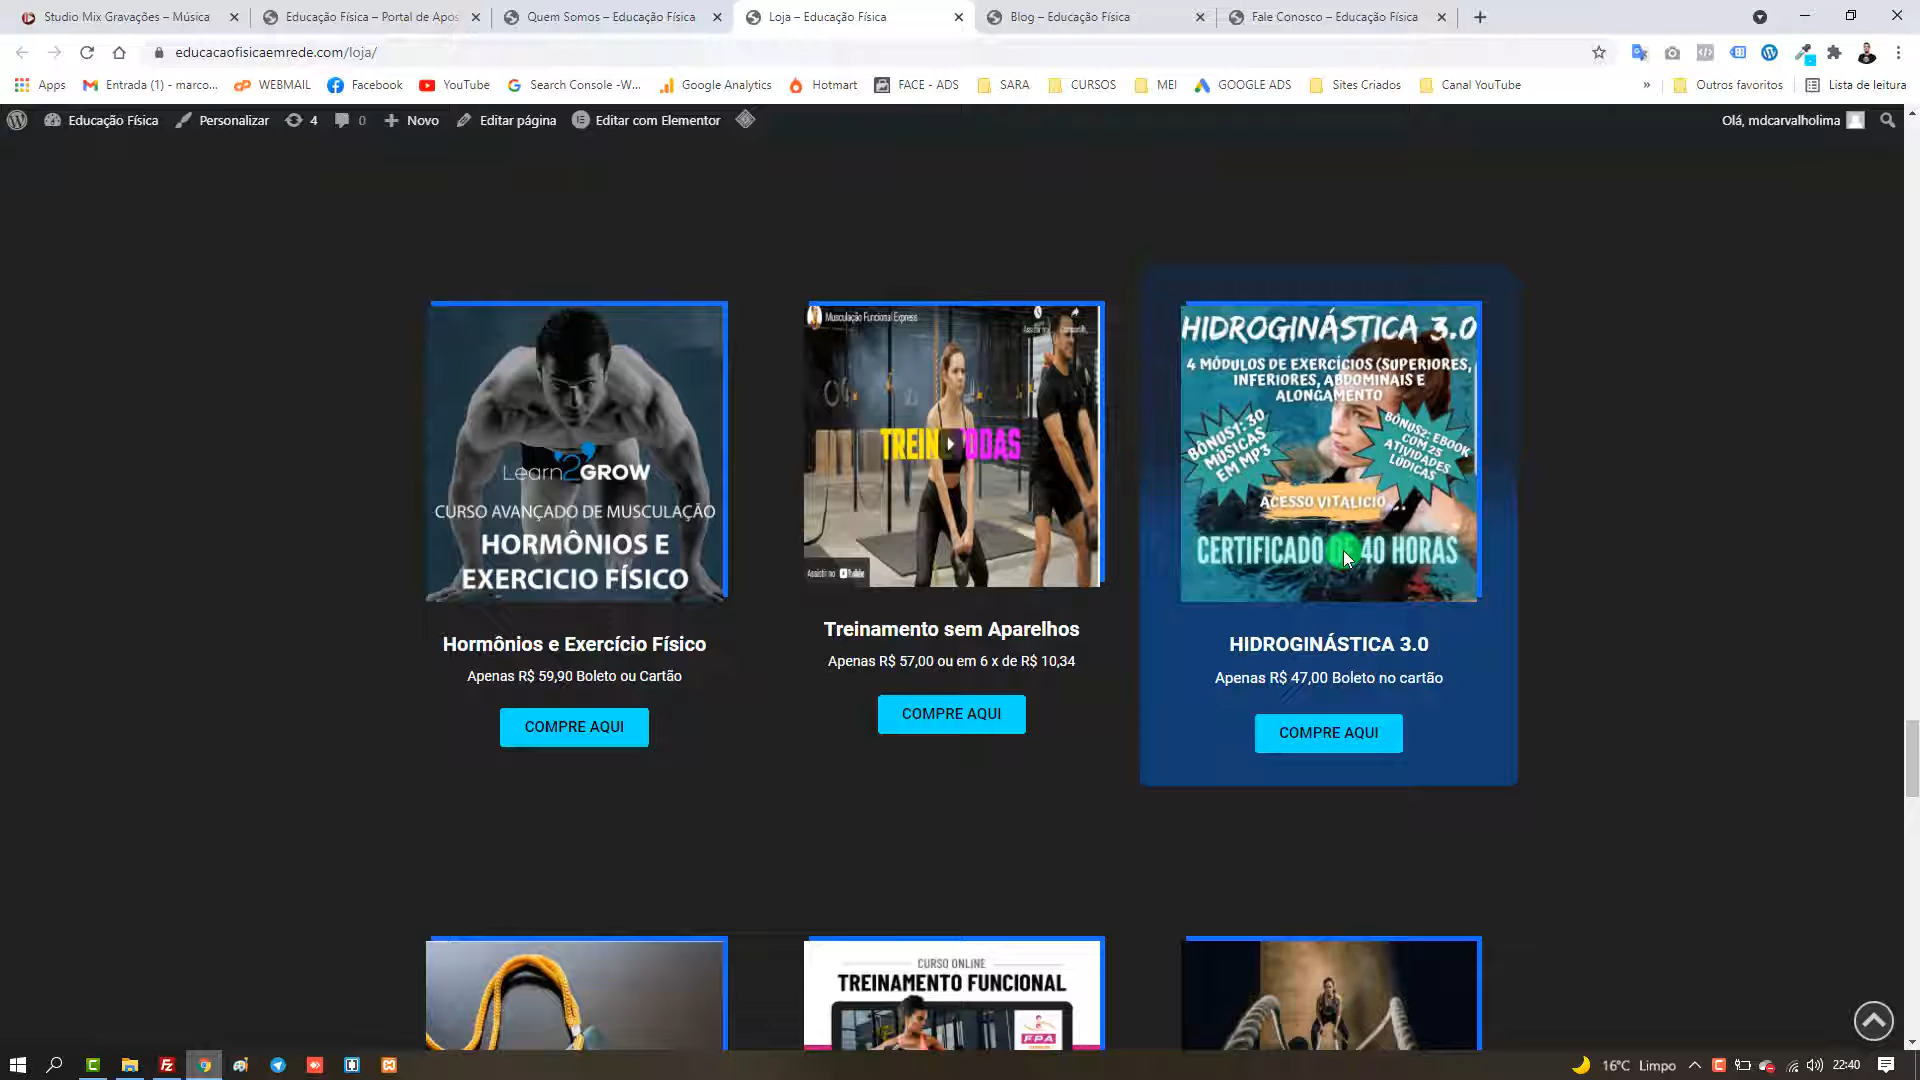 Studio Mix Gravações – Música
Educação Física – Portal de Apos
Quem Somos – Educação Física
Loja – Educação Física
Blog – Educação Física
Fale Conosco – Educação Física
educacaofisicaemrede.com/loja/
Apps
Entrada (1) - marco...
WEBMAIL
Facebook
YouTube
Search Console -W...
Google Analytics
Hotmart
FACE - ADS
SARA
CURSOS
MEI
GOOGLE ADS
Sites Criados
Canal YouTube
»
Outros favoritos
Lista de leitura
Educação Física
Personalizar
4
0
Novo
Editar página
Editar com Elementor
Olá, mdcarvalholima
Learn2GROW
CURSO AVANÇADO DE MUSCULAÇÃO
HORMÔNIOS E
EXERCICIO FÍSICO
Hormônios e Exercício Físico
Apenas R$ 59,90 Boleto ou Cartão
COMPRE AQUI
Musculação Funcional Express
Assistir no YouTube
Treinamento sem Aparelhos
Apenas R$ 57,00 ou em 6 x de R$ 10,34
COMPRE AQUI
HIDROGINÁSTICA 3.0
4 MÓDULOS DE EXERCÍCIOS (SUPERIORES,
INFERIORES, ABDOMINAIS E
ALONGAMENTO
BÔNUS1: 30
MÚSICAS
EM MP3
BÔNUS2: EBOOK
COM 25
ATIVIDADES
LÚDICAS
ACESSO VITALICIO
CERTIFICADO DE 40 HORAS
HIDROGINÁSTICA 3.0
Apenas R$ 47,00 Boleto no cartão
COMPRE AQUI
CURSO ONLINE
TREINAMENTO FUNCIONAL
FPA
16°C Limpo
22:40